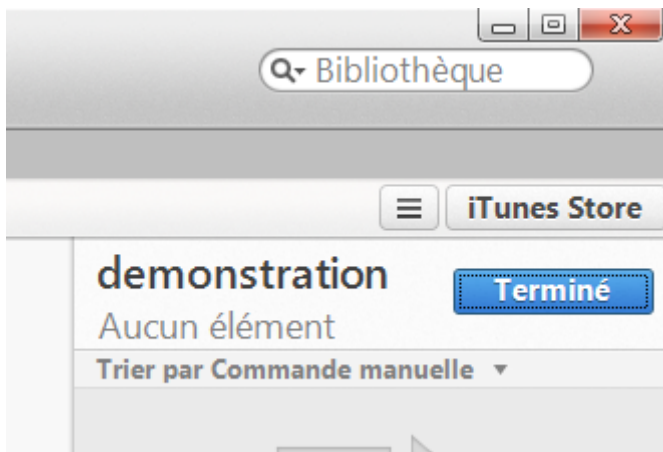 Bibliothèque
iTunes Store
demonstration
Terminé
Aucun élément
Trier par Commande manuelle